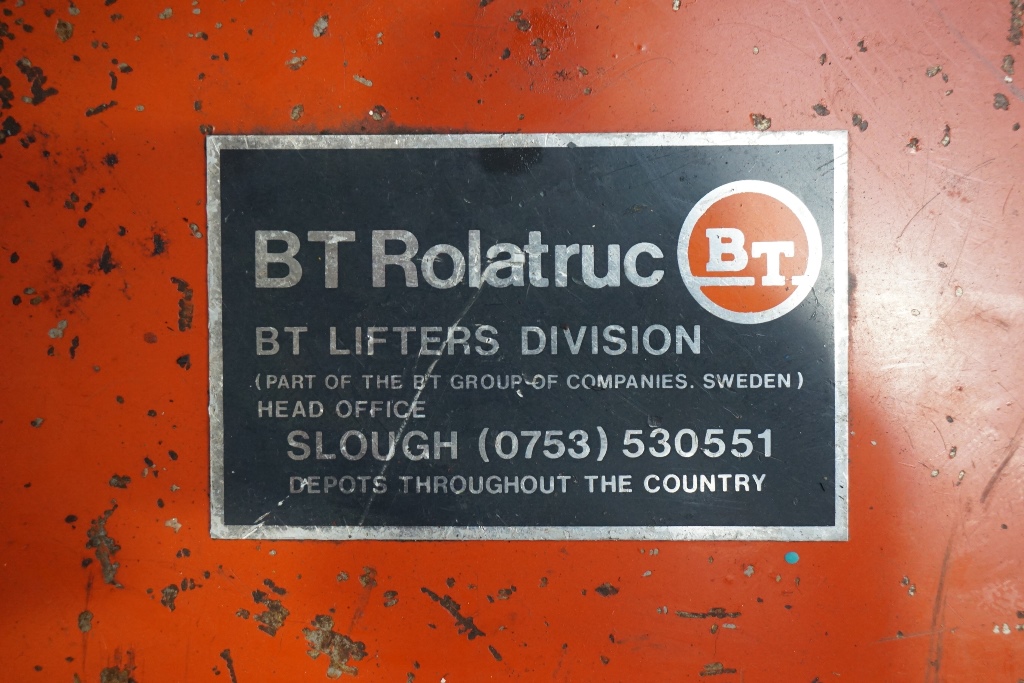 BT Rolatruc BT
BT LIFTERS DIVISION
(PART OF THE BT GROUP OF COMPANIES. SWEDEN)
HEAD OFFICE
SLOUGH (0753) 530551
DEPOTS THROUGHOUT THE COUNTRY